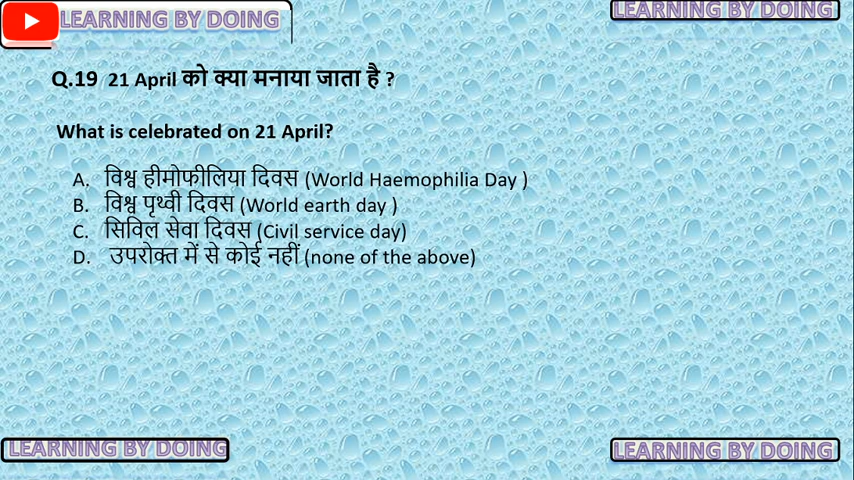 LEARNING BY DOING
LEARNING BY DOING
Q.19 21 April को क्या मनाया जाता है ?
What is celebrated on 21 April?
A. विश्व हीमोफीलिया दिवस (World Haemophilia Day )
B. विश्व पृथ्वी दिवस (World earth day )
C. सिविल सेवा दिवस (Civil service day)
D. उपरोक्त में से कोई नहीं (none of the above)
LEARNING BY DOING
LEARNING BY DOING